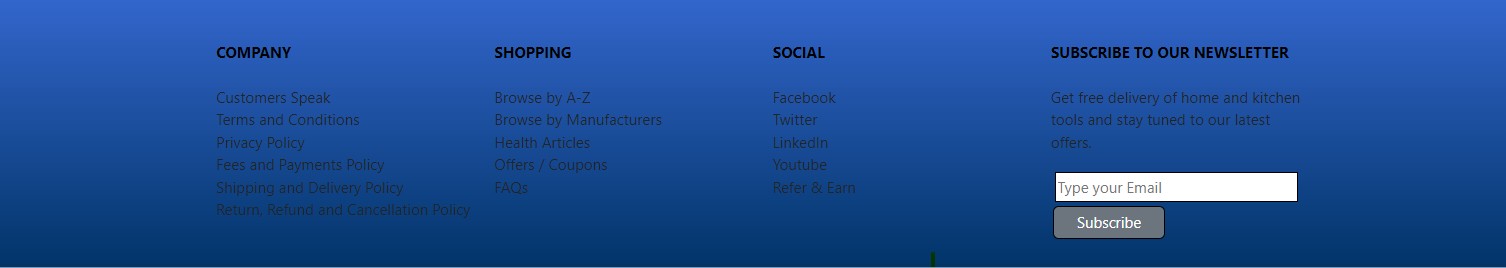 COMPANY
Customers Speak
Terms and Conditions
Privacy Policy
Fees and Payments Policy
Shipping and Delivery Policy
Return, Refund and Cancellation Policy
SHOPPING
Browse by A-Z
Browse by Manufacturers
Health Articles
Offers / Coupons
FAQs
SOCIAL
Facebook
Twitter
LinkedIn
Youtube
Refer & Earn
SUBSCRIBE TO OUR NEWSLETTER
Get free delivery of home and kitchen
tools and stay tuned to our latest
offers.
Type your Email
Subscribe